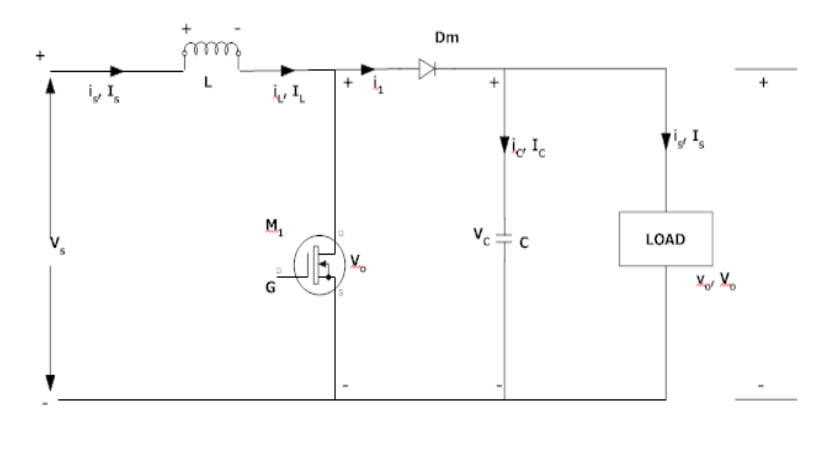 + -
Dm
+
L
i_s, I_s
i_L, I_L
+
i_1
+
+
i_c, I_c
i_s, I_s
V_s
M_1
V_o
G
V_C
C
LOAD
v_o, V_o
-
-
-
-